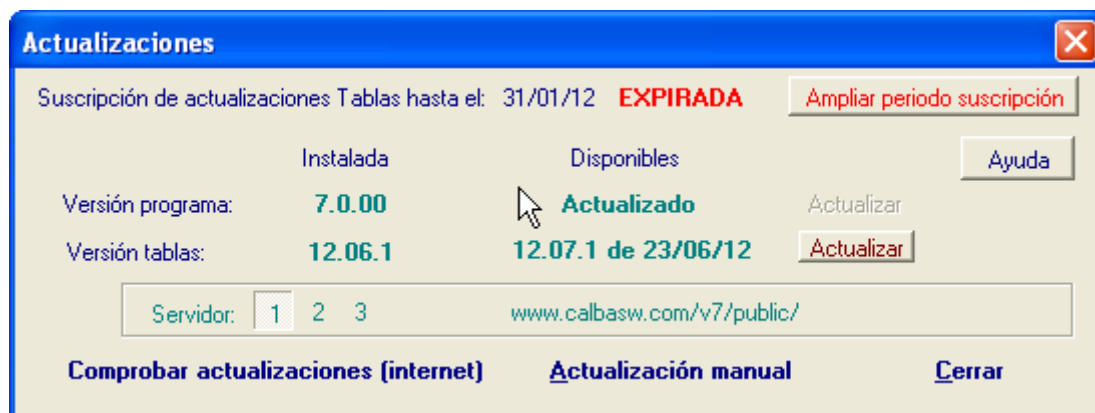 Actualizaciones
Suscripción de actualizaciones Tablas hasta el: 31/01/12 EXPIRADA Ampliar periodo suscripción
Instalada Disponibles Ayuda
Versión programa: 7.0.00 Actualizado Actualizar
Versión tablas: 12.06.1 12.07.1 de 23/06/12 Actualizar
Servidor: 1 2 3 www.calbasw.com/v7/public/
Comprobar actualizaciones (internet) Actualización manual Cerrar